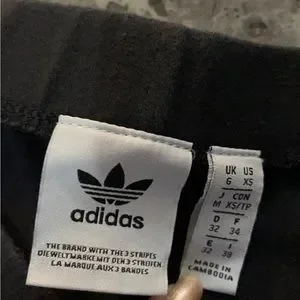 adidas
THE BRAND WITH THE 3 STRIPES
DIE WELTMARKE MIT DEN 3 STREIFEN
LA MARQUE AUX 3 BANDES
UK US
6 XS
J CON
M XS/TP
D F
32 34
E I
32 38
MADE IN
CAMBODIA